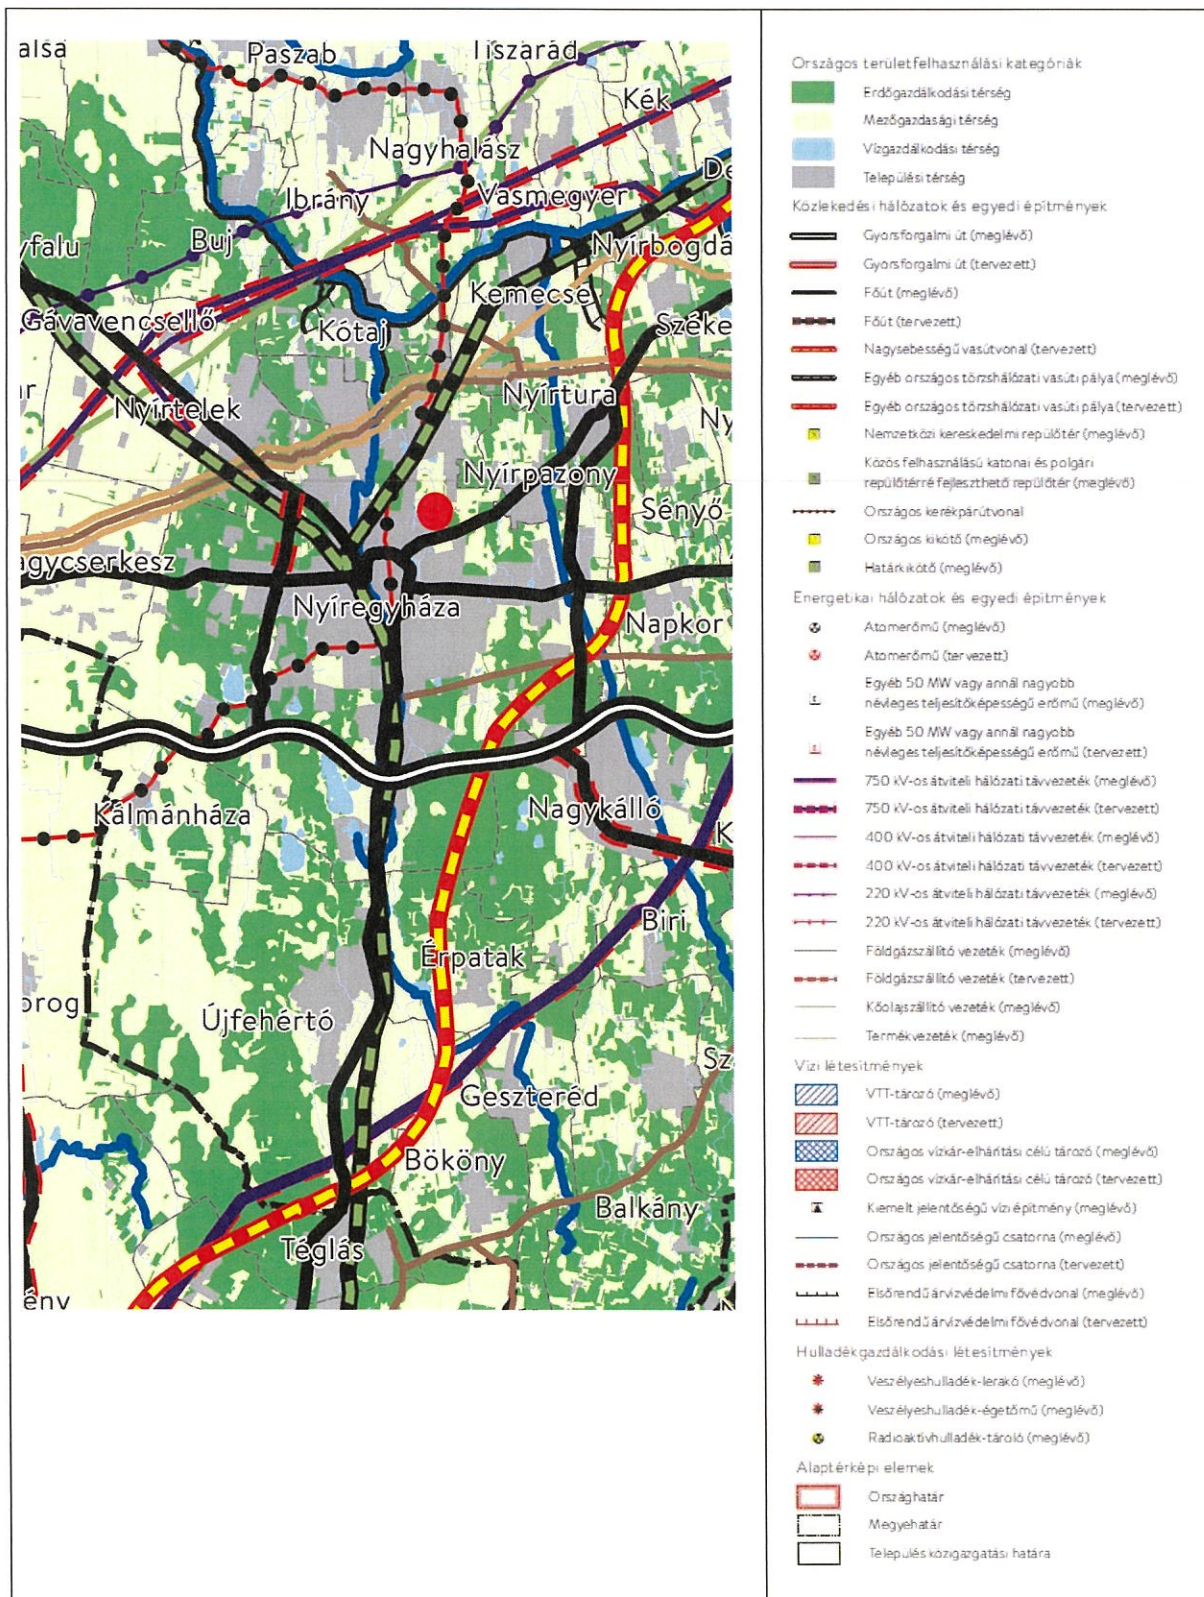 alsa
Paszab
Tiszarád
Kék
Nagyhalász
De
Ibrány
Vasmegyer
Buj
yfalu
Nyírbogdá
Kemecse
Gávavencsellő
Kótaj
Széke
ar
Nyírtelek
Nyírtura
Ny
Nyírpazony
Sényő
agycserkesz
Nyíregyháza
Napkor
Kálmánháza
Nagykálló
K
Biri
Érpatak
orog
Újfehértó
Sz
Geszteréd
Bököny
Balkány
Téglás
ény
Országos területfelhasználási kategóriák
Erdőgazdálkodási térség
Mezőgazdasági térség
Vízgazdálkodási térség
Települési térség
Közlekedési hálózatok és egyedi építmények
Gyorsforgalmi út (meglévő)
Gyorsforgalmi út (tervezett)
Főút (meglévő)
Főút (tervezett)
Nagysebességű vasútvonal (tervezett)
Egyéb országos törzshálózati vasúti pálya (meglévő)
Egyéb országos törzshálózati vasúti pálya (tervezett)
Nemzetközi kereskedelmi repülőtér (meglévő)
Közös felhasználású katonai és polgári
repülőtérré fejleszthető repülőtér (meglévő)
Országos kerékpárútvonal
Országos kikötő (meglévő)
Határkikötő (meglévő)
Energetikai hálózatok és egyedi építmények
Atomerőmű (meglévő)
Atomerőmű (tervezett)
Egyéb 50 MW vagy annál nagyobb
névleges teljesítőképességű erőmű (meglévő)
Egyéb 50 MW vagy annál nagyobb
névleges teljesítőképességű erőmű (tervezett)
750 kV-os átviteli hálózati távvezeték (meglévő)
750 kV-os átviteli hálózati távvezeték (tervezett)
400 kV-os átviteli hálózati távvezeték (meglévő)
400 kV-os átviteli hálózati távvezeték (tervezett)
220 kV-os átviteli hálózati távvezeték (meglévő)
220 kV-os átviteli hálózati távvezeték (tervezett)
Földgázszállító vezeték (meglévő)
Földgázszállító vezeték (tervezett)
Kőolajszállító vezeték (meglévő)
Termékvezeték (meglévő)
Vízi létesítmények
VTT-tározó (meglévő)
VTT-tározó (tervezett)
Országos vízkár-elhárítási célú tározó (meglévő)
Országos vízkár-elhárítási célú tározó (tervezett)
Kiemelt jelentőségű vízi építmény (meglévő)
Országos jelentőségű csatorna (meglévő)
Országos jelentőségű csatorna (tervezett)
Elsőrendű árvízvédelmi fővédvonal (meglévő)
Elsőrendű árvízvédelmi fővédvonal (tervezett)
Hulladékgazdálkodási létesítmények
Veszélyeshulladék-lerakó (meglévő)
Veszélyeshulladék-égetőmű (meglévő)
Radioaktívhulladék-tároló (meglévő)
Alaptérképi elemek
Országhatár
Megyehatár
Település közigazgatási határa